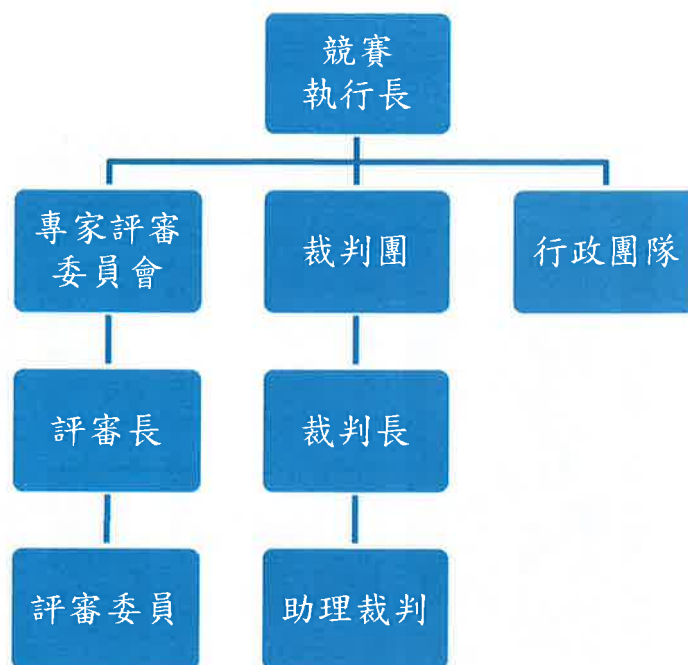 競賽
執行長
專家評審
委員會
裁判團
行政團隊
評審長
裁判長
評審委員
助理裁判